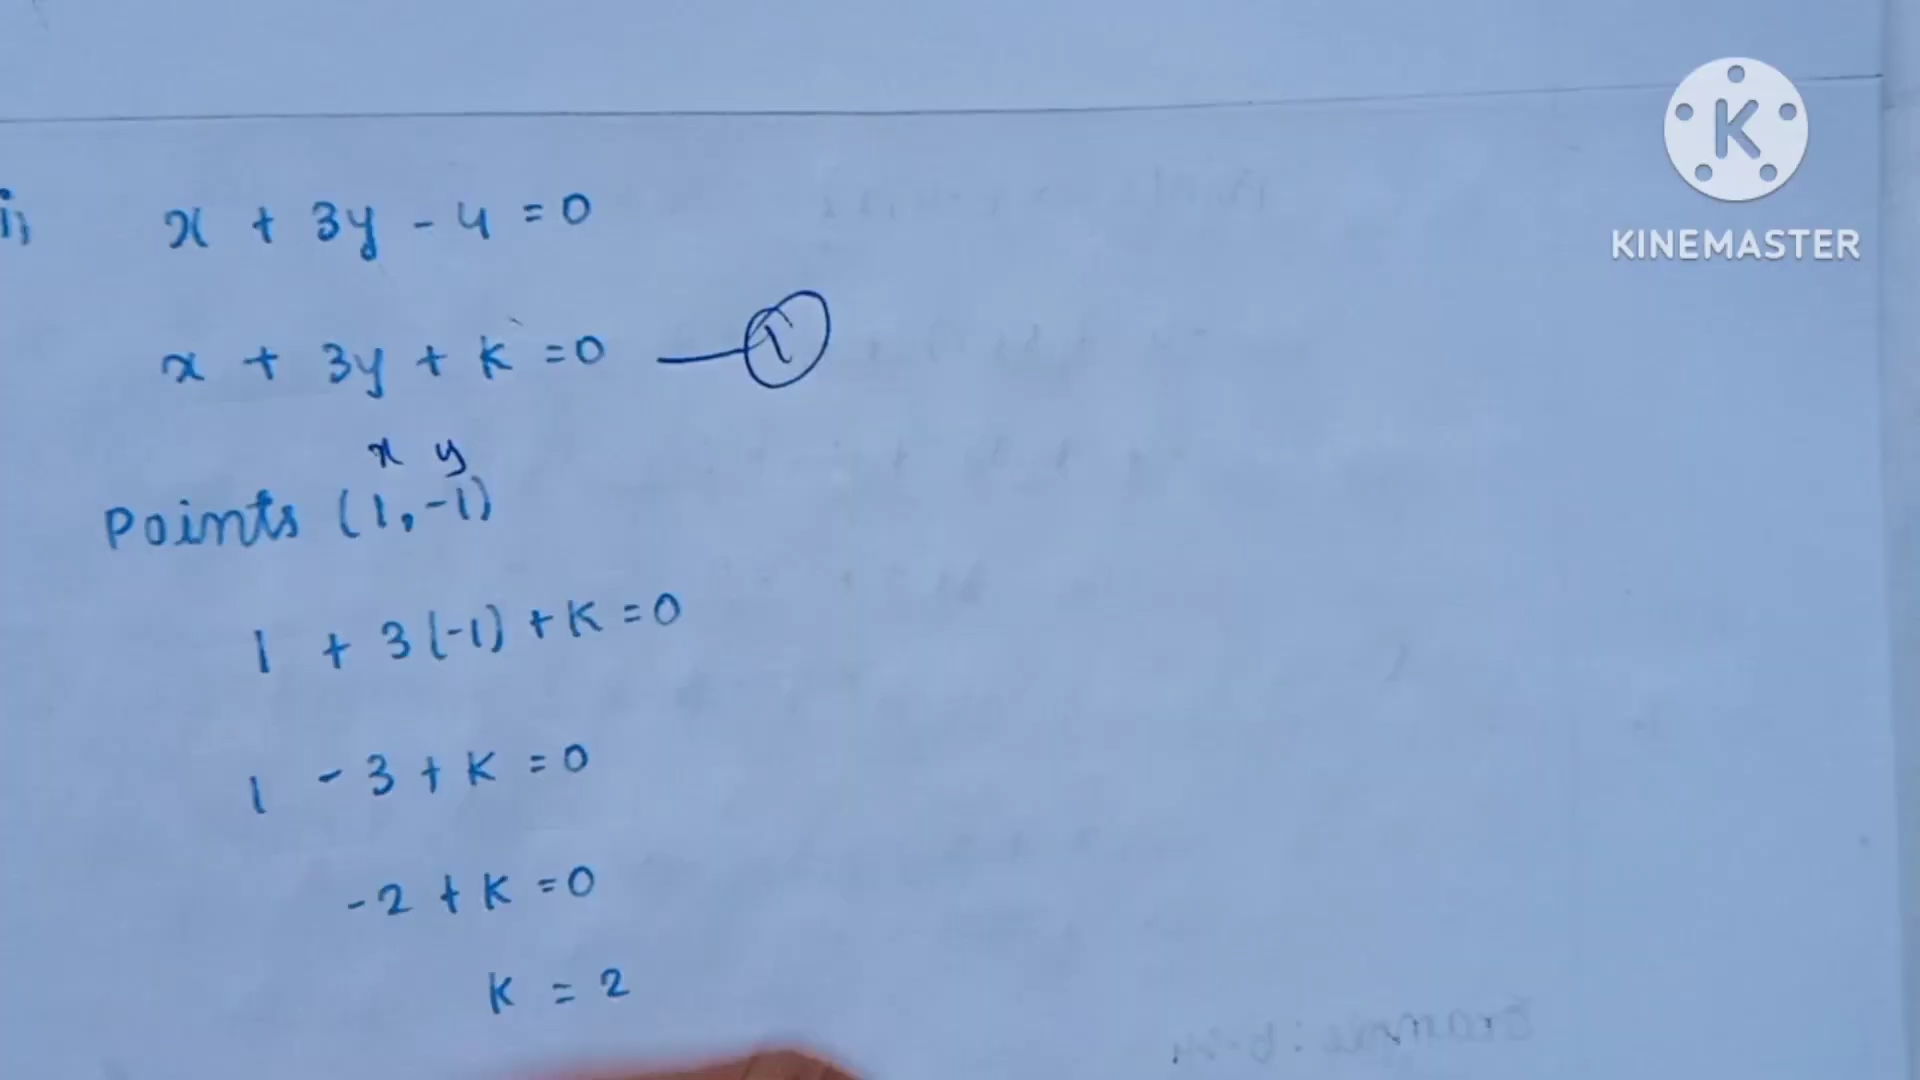 i)
x + 3y - 4 = 0
x + 3y + k = 0 — 1
x y
Points (1, -1)
1 + 3(-1) + k = 0
1 - 3 + k = 0
-2 + k = 0
k = 2
K
KINEMASTER